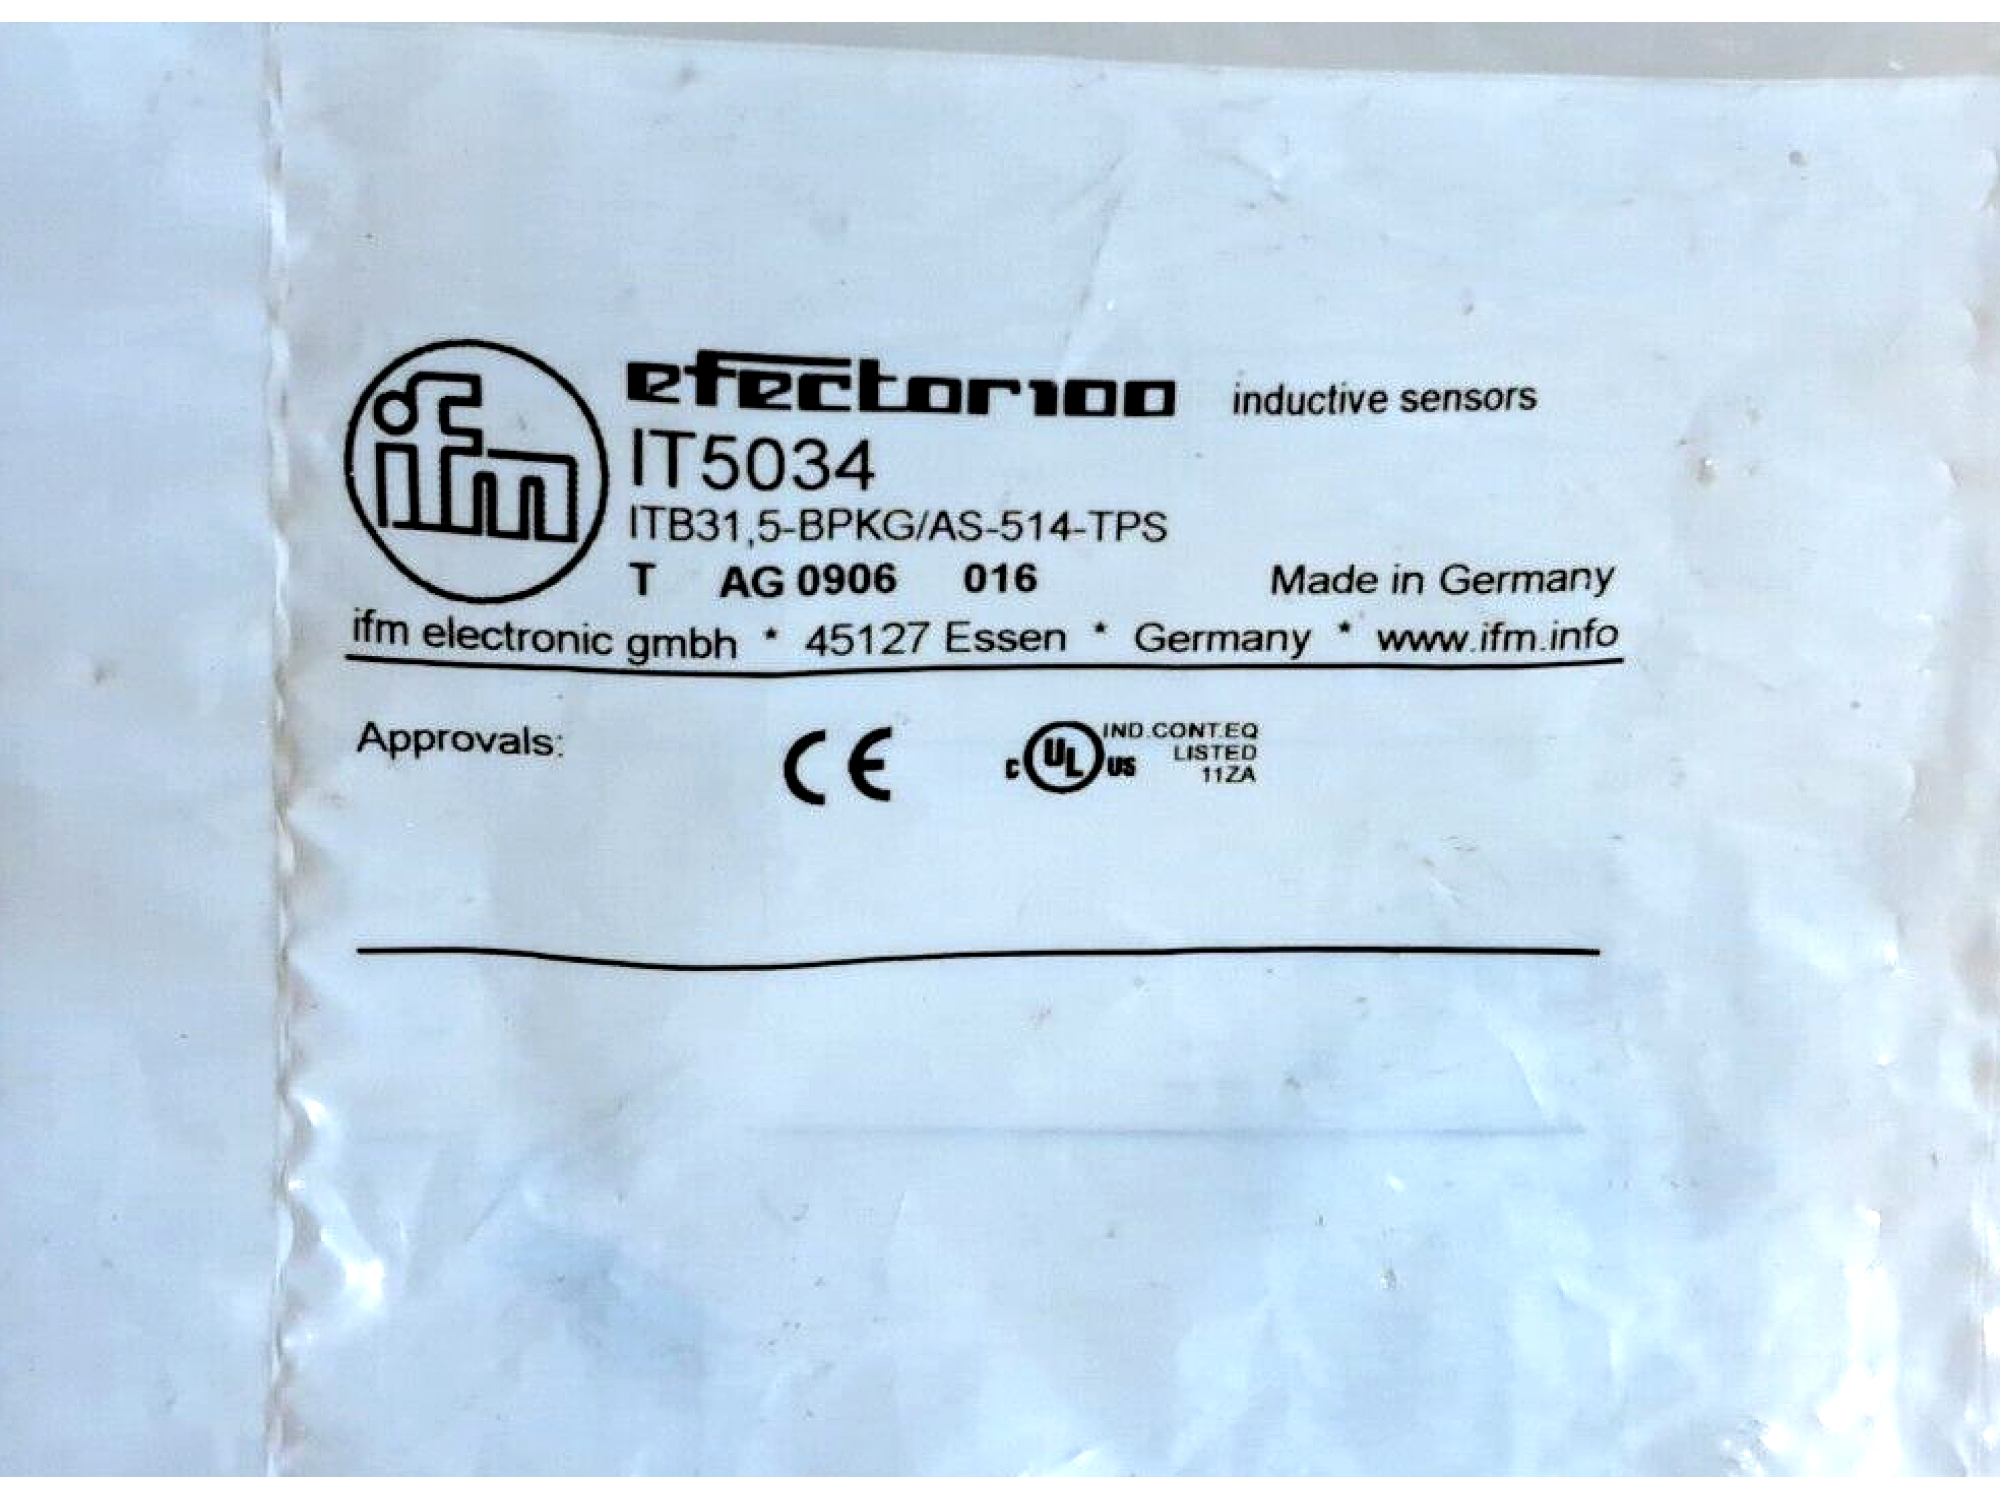 ifm
efector100 inductive sensors
IT5034
ITB31,5-BPKG/AS-514-TPS
T AG 0906 016 Made in Germany
ifm electronic gmbh * 45127 Essen * Germany * www.ifm.info
Approvals: CE c UL US IND.CONT.EQ
LISTED
11ZA